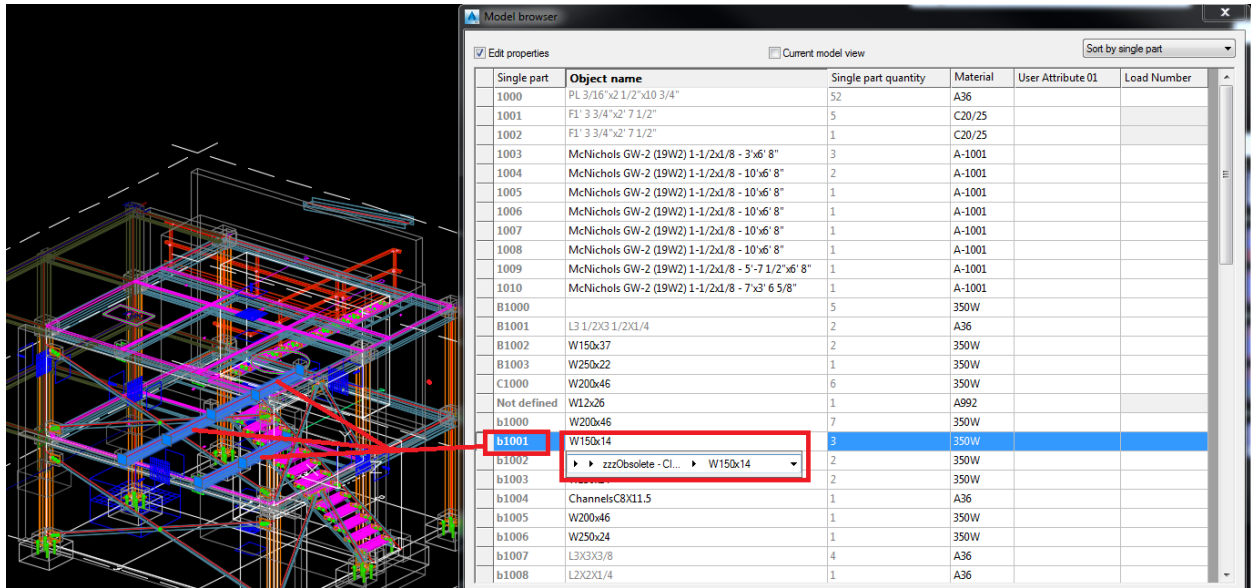 Model browser
X
Edit properties
Current model view
Sort by single part
Single part Object name Single part quantity Material User Attribute 01 Load Number
1000 PL 3/16"x2 1/2"x10 3/4" 52 A36
1001 F1' 3 3/4"x2' 7 1/2" 5 C20/25
1002 F1' 3 3/4"x2' 7 1/2" 1 C20/25
1003 McNichols GW-2 (19W2) 1-1/2x1/8 - 3'x6' 8" 3 A-1001
1004 McNichols GW-2 (19W2) 1-1/2x1/8 - 10'x6' 8" 2 A-1001
1005 McNichols GW-2 (19W2) 1-1/2x1/8 - 10'x6' 8" 1 A-1001
1006 McNichols GW-2 (19W2) 1-1/2x1/8 - 10'x6' 8" 1 A-1001
1007 McNichols GW-2 (19W2) 1-1/2x1/8 - 10'x6' 8" 1 A-1001
1008 McNichols GW-2 (19W2) 1-1/2x1/8 - 10'x6' 8" 1 A-1001
1009 McNichols GW-2 (19W2) 1-1/2x1/8 - 5'-7 1/2"x6' 8" 1 A-1001
1010 McNichols GW-2 (19W2) 1-1/2x1/8 - 7'x3' 6 5/8" 1 A-1001
B1000 5 350W
B1001 L3 1/2X3 1/2X1/4 2 A36
B1002 W150x37 2 350W
B1003 W250x22 1 350W
C1000 W200x46 6 350W
Not defined W12x26 1 A992
b1000 W200x46 7 350W
b1001 W150x14 3 350W
b1002 zzzObsolete - Cl... W150x14 2 350W
b1003 2 350W
b1004 ChannelsC8X11.5 1 A36
b1005 W200x46 1 350W
b1006 W250x24 1 350W
b1007 L3X3X3/8 4 A36
b1008 L2X2X1/4 1 A36